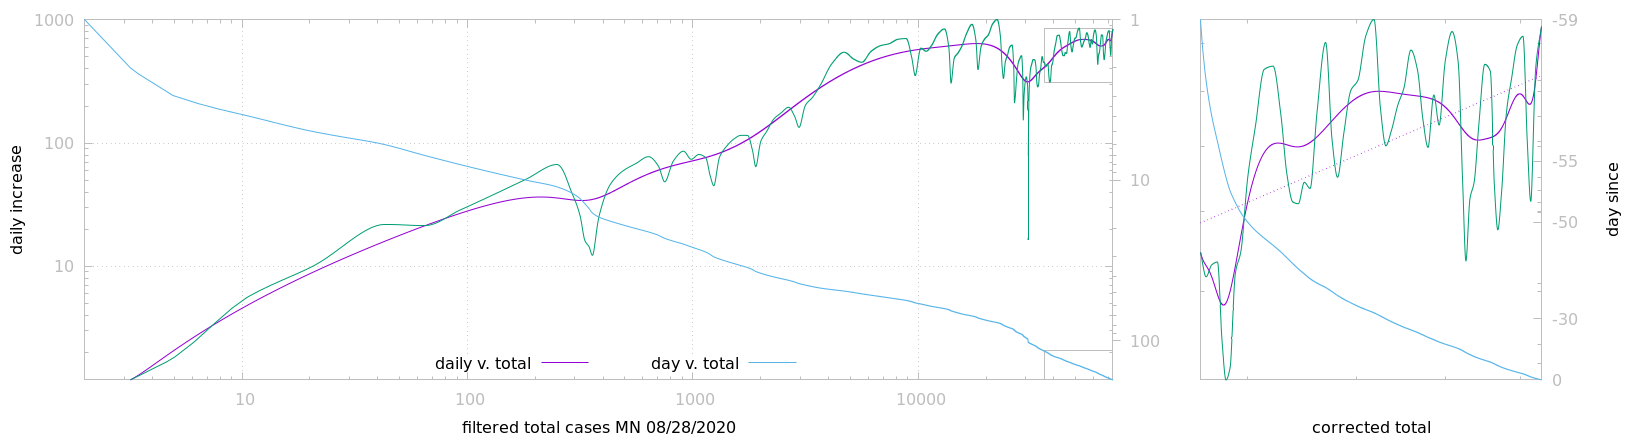 1000
100
10
daily increase
10
100
1000
10000
filtered total cases MN 08/28/2020
daily v. total
day v. total
1
10
100
-59
-55
-50
-30
0
day since
corrected total